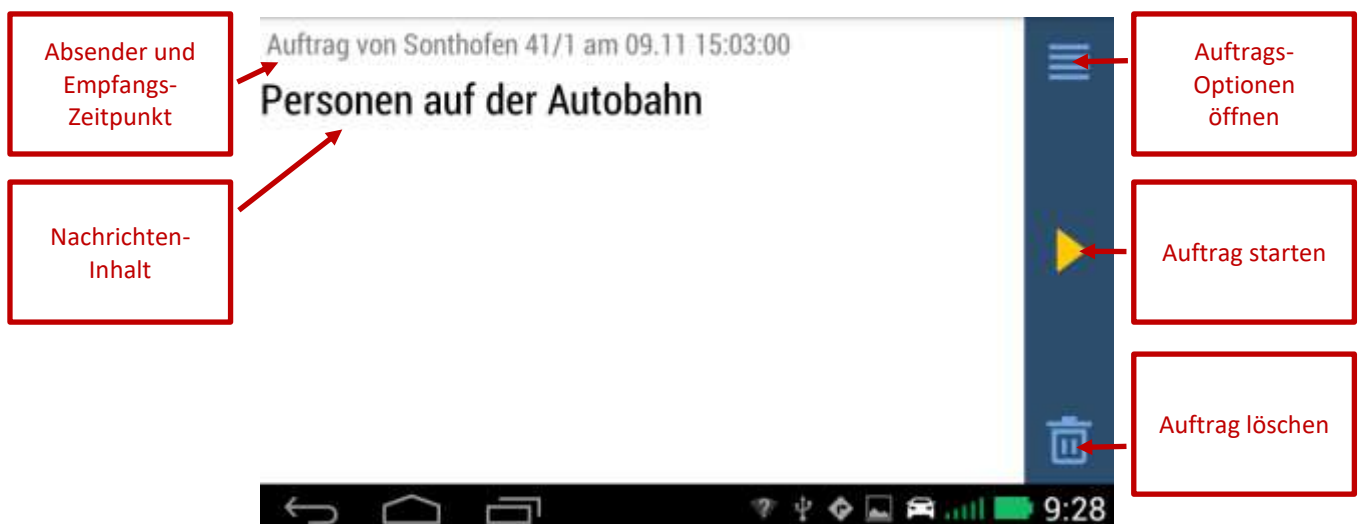 Absender und
Empfangs-
Zeitpunkt
Nachrichten-
Inhalt
Auftrag von Sonthofen 41/1 am 09.11 15:03:00
Personen auf der Autobahn
Auftrags-
Optionen
öffnen
Auftrag starten
Auftrag löschen
9:28